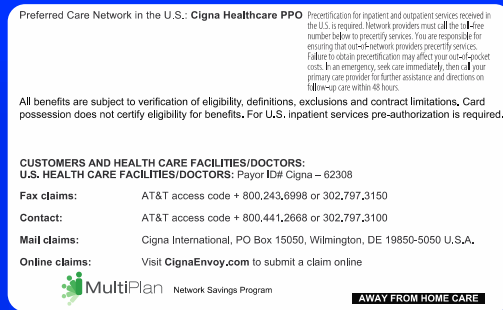 Preferred Care Network in the U.S.: Cigna Healthcare PPO
Precertification for inpatient and outpatient services received in
the U.S. is required. Network providers must call the toll-free
number below to precertify services. You are responsible for
ensuring that out-of-network providers precertify services.
Failure to obtain precertification may affect your out-of-pocket
costs. In an emergency, seek care immediately, then call your
primary care provider for further assistance and directions on
follow-up care within 48 hours.
All benefits are subject to verification of eligibility, definitions, exclusions and contract limitations. Card
possession does not certify eligibility for benefits. For U.S. inpatient services pre-authorization is required.
CUSTOMERS AND HEALTH CARE FACILITIES/DOCTORS:
U.S. HEALTH CARE FACILITIES/DOCTORS: Payor ID# Cigna – 62308
Fax claims: AT&T access code + 800.243.6998 or 302.797.3150
Contact: AT&T access code + 800.441.2668 or 302.797.3100
Mail claims: Cigna International, PO Box 15050, Wilmington, DE 19850-5050 U.S.A.
Online claims: Visit CignaEnvoy.com to submit a claim online
MultiPlan Network Savings Program
AWAY FROM HOME CARE